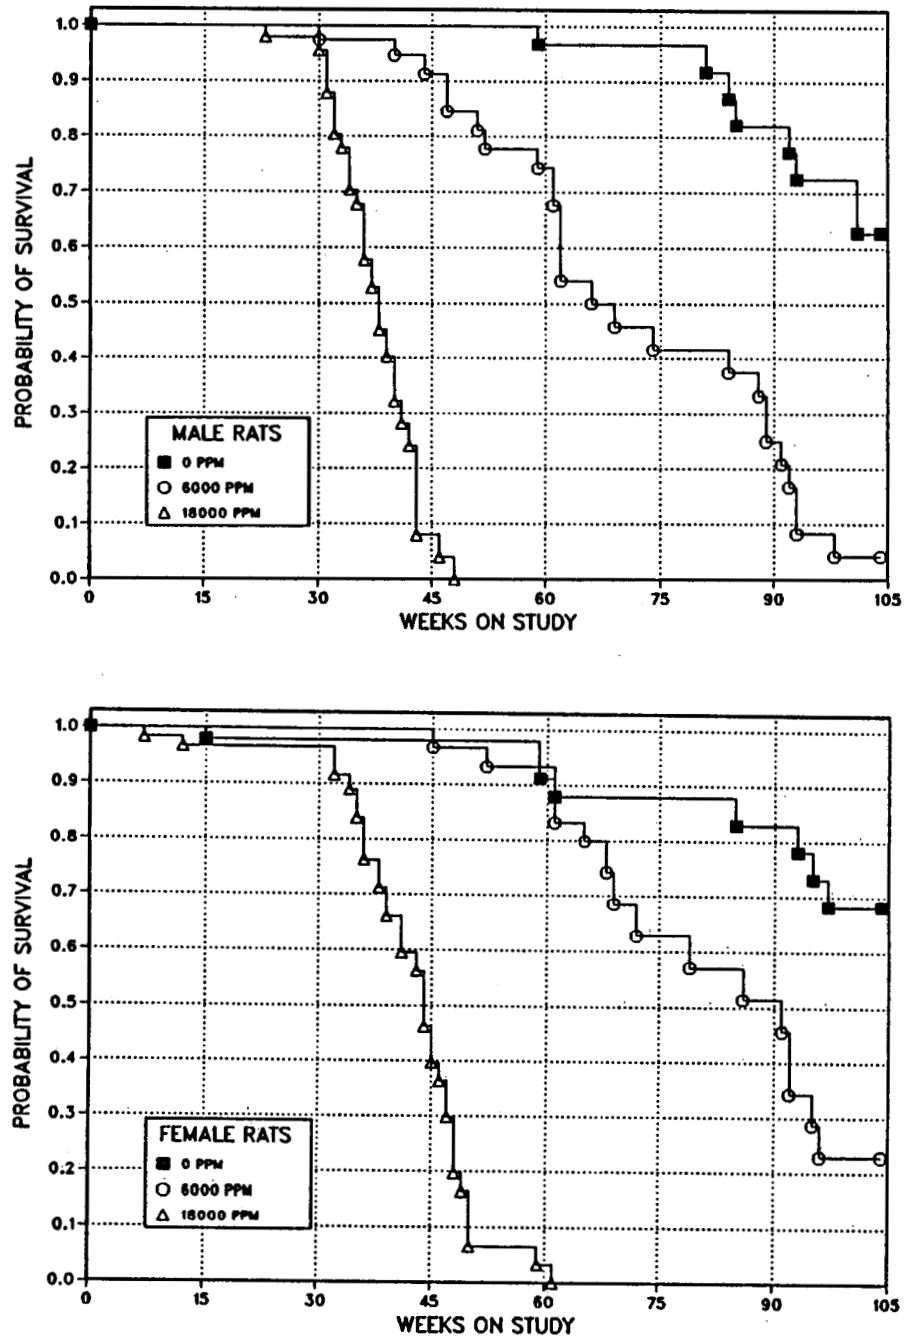 1.0
0.9
0.8
0.7
0.6
0.5
0.4
0.3
0.2
0.1
0.0
PROBABILITY OF SURVIVAL
MALE RATS
0 PPM
6000 PPM
18000 PPM
0 15 30 45 60 75 90 105
WEEKS ON STUDY
1.0
0.9
0.8
0.7
0.6
0.5
0.4
0.3
0.2
0.1
0.0
PROBABILITY OF SURVIVAL
FEMALE RATS
0 PPM
6000 PPM
18000 PPM
0 15 30 45 60 75 90 105
WEEKS ON STUDY